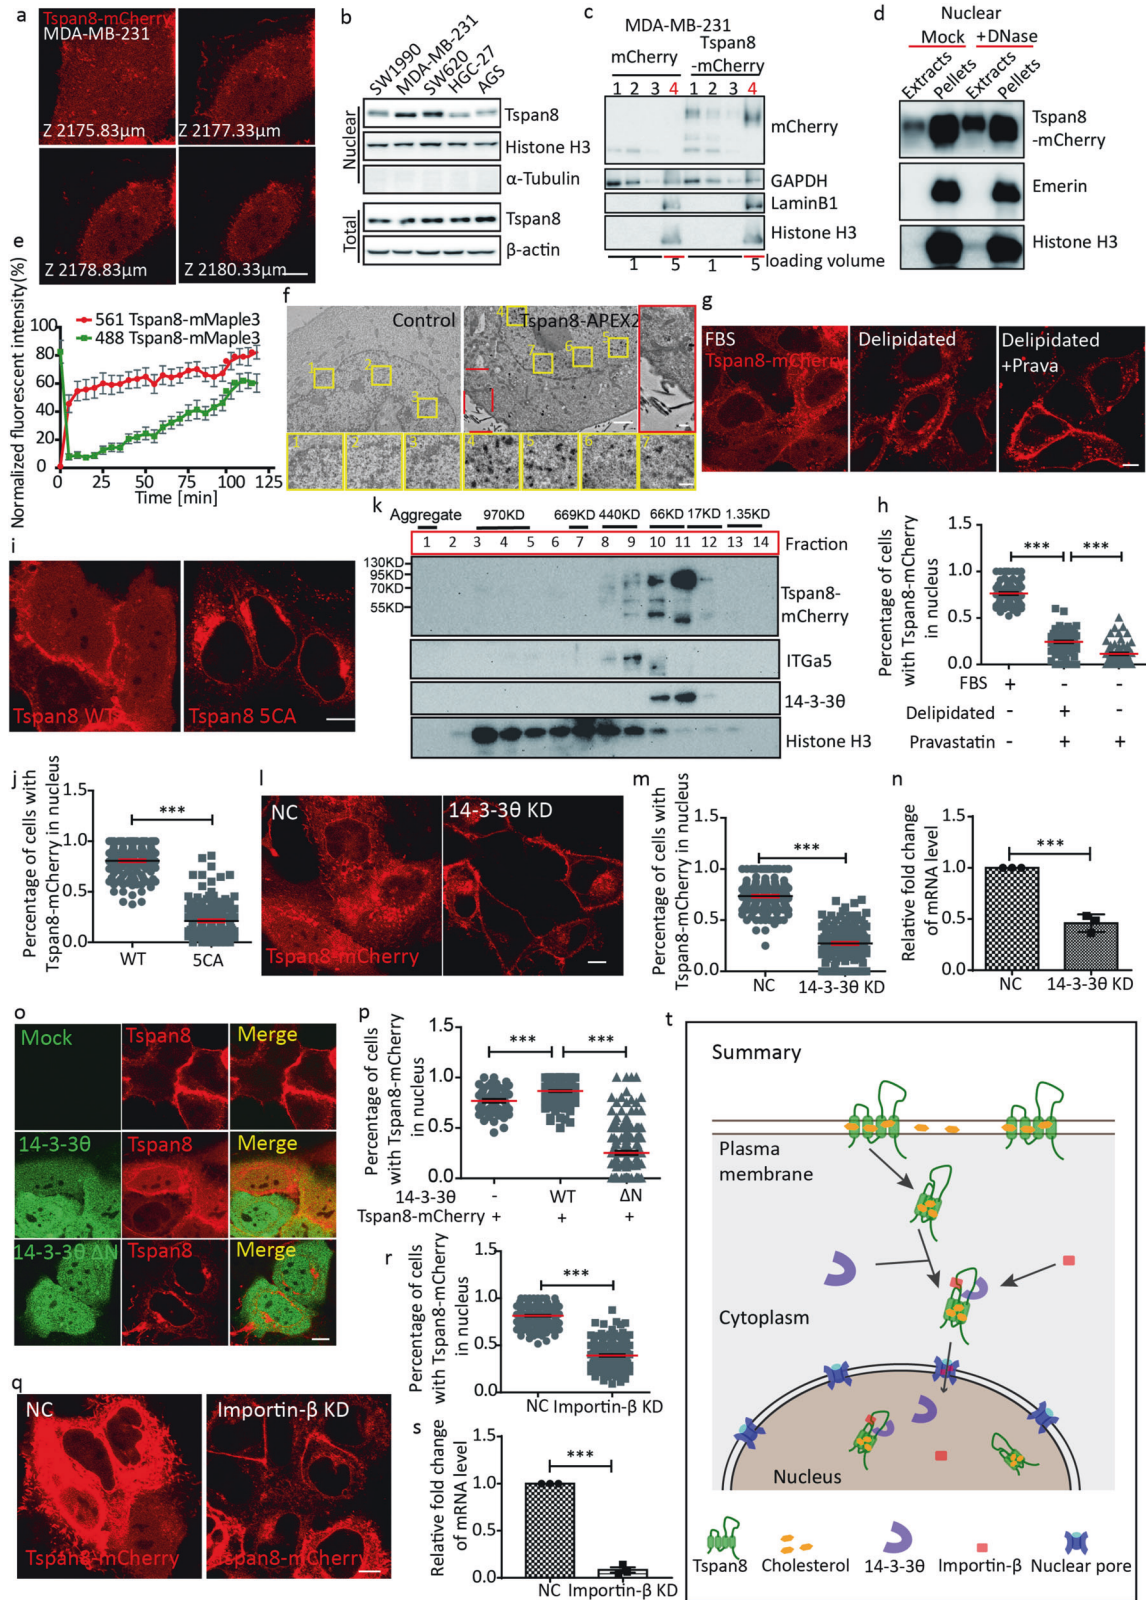 a
Tspan8-mCherry
MDA-MB-231
Z 2175.83μm
Z 2177.33μm
Z 2178.83μm
Z 2180.33μm
b
SW1990
MDA-MB-231
SW620
HGC-27
AGS
Nuclear
Tspan8
Histone H3
α-Tubulin
Total
Tspan8
β-actin
c
MDA-MB-231
mCherry
Tspan8
-mCherry
1 2 3 4 1 2 3 4
mCherry
GAPDH
LaminB1
Histone H3
1 5 1 5 loading volume
d
Nuclear
Mock +DNase
Extracts
Pellets
Extracts
Pellets
Tspan8
-mCherry
Emerin
Histone H3
e
Normalized fluorescent intensity(%)
100
80
60
40
20
0
561 Tspan8-mMaple3
488 Tspan8-mMaple3
0 25 50 75 100 125
Time [min]
f
Control
Tspan8-APEX2
1
2
3
4
5
6
7
1 2 3 4 5 6 7
g
FBS
Tspan8-mCherry
Delipidated
Delipidated
+Prava
h
Percentage of cells
with Tspan8-mCherry
in nucleus
1.0
0.5
0.0
*** ***
FBS + - -
Delipidated - + -
Pravastatin - + +
i
Tspan8 WT
Tspan8 5CA
j
Percentage of cells with
Tspan8-mCherry in nucleus
1.5
1.0
0.5
0.0
***
WT 5CA
k
Aggregate 970KD 669KD 440KD 66KD 17KD 1.35KD
1 2 3 4 5 6 7 8 9 10 11 12 13 14 Fraction
130KD
95KD
70KD
55KD
Tspan8-
mCherry
ITGa5
14-3-3θ
Histone H3
l
NC
Tspan8-mCherry
14-3-3θ KD
m
Percentage of cells with
Tspan8-mCherry in nucleus
1.5
1.0
0.5
0.0
***
NC 14-3-3θ KD
n
Relative fold change
of mRNA level
1.5
1.0
0.5
0.0
***
NC 14-3-3θ KD
o
Mock Tspan8 Merge
14-3-3θ Tspan8 Merge
14-3-3θ ΔN Tspan8 Merge
p
Percentage of cells
with Tspan8-mCherry
in nucleus
1.5
1.0
0.5
0.0
*** ***
14-3-3θ - WT ΔN
Tspan8-mCherry + + +
q
NC
Tspan8-mCherry
Importin-β KD
Tspan8-mCherry
r
Percentage of cells
with Tspan8-mCherry
in nucleus
1.5
1.0
0.5
0.0
***
NC Importin-β KD
s
Relative fold change
of mRNA level
1.5
1.0
0.5
0.0
***
NC Importin-β KD
t
Summary
Plasma
membrane
Cytoplasm
Nucleus
Tspan8 Cholesterol 14-3-3θ Importin-β Nuclear pore